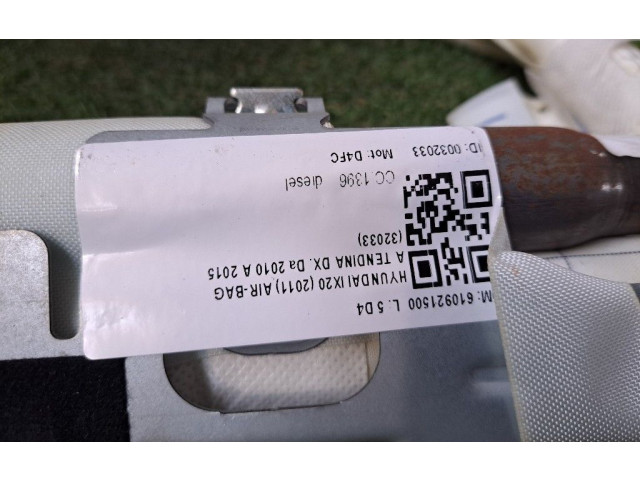 M: 610921500 L. 5 D4
HYUNDAI IX20 (2011) AIR-BAG
A TENDINA DX. Da 2010 A 2015
(32033)
CC 1396 diesel
Mot: D4FC
ID: 0032033